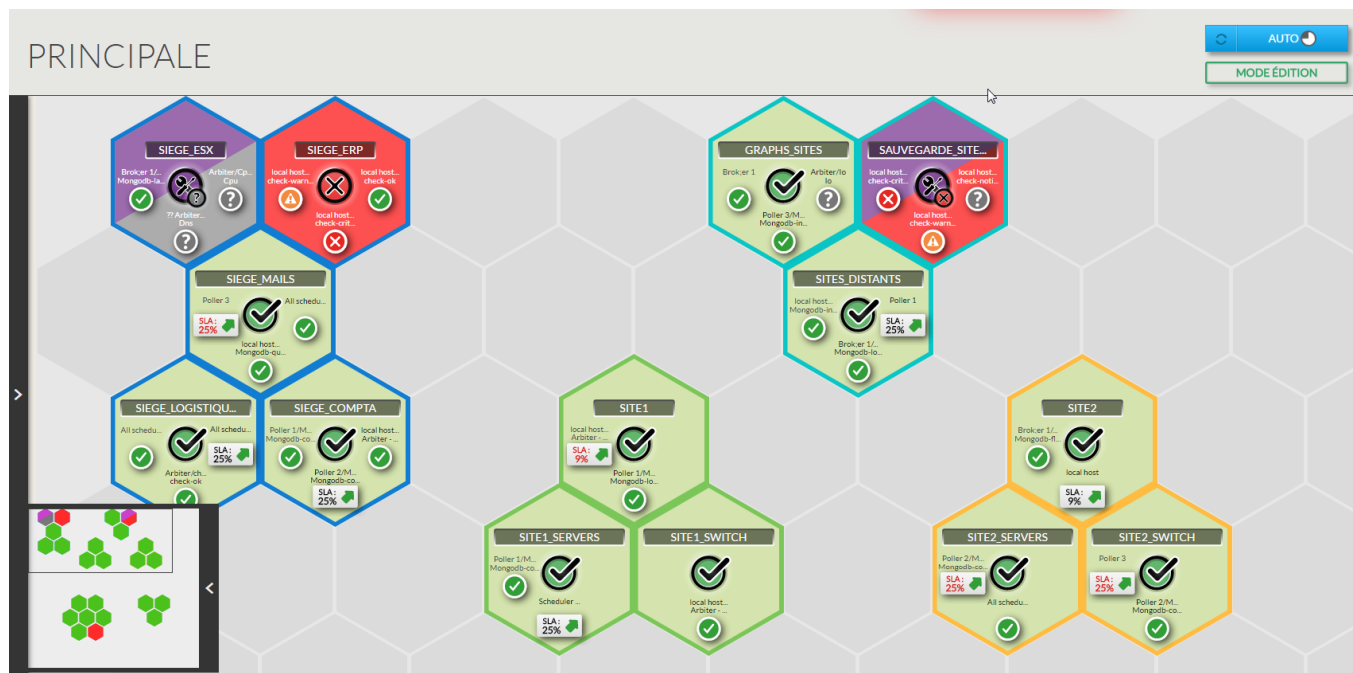 PRINCIPALE
AUTO
MODE ÉDITION
SIEGE_ESX
Brok;er 1/...
Mongodb-la...
Arbiter/Cp...
Cpu
?? Arbiter...
Dns
SIEGE_ERP
local host...
check-warn...
local host...
check-ok
local host...
check-crit...
GRAPHS_SITES
Brok;er 1
Arbiter/Io
Io
Poller 3/M...
Mongodb-in...
SAUVEGARDE_SITE...
local host...
check-crit...
local host...
check-noti...
local host...
check-warn...
SIEGE_MAILS
Poller 3
SLA:
25%
All schedu...
local host...
Mongodb-qu...
SITES_DISTANTS
local host...
Mongodb-in...
Poller 1
SLA:
25%
Brok;er 1/...
Mongodb-lo...
SIEGE_LOGISTIQU...
All schedu...
All schedu...
SLA:
25%
Arbiter/ch...
check-ok
SIEGE_COMPTA
Poller 1/M...
Mongodb-co...
local host...
Arbiter - ...
Poller 2/M...
Mongodb-co...
SLA:
25%
SITE1
local host...
Arbiter - ...
SLA:
9%
Poller 1/M...
Mongodb-lo...
SITE2
Brok;er 1/...
Mongodb-fl...
local host
SLA:
9%
SITE1_SERVERS
Poller 1/M...
Mongodb-co...
Scheduler ...
SLA:
25%
SITE1_SWITCH
local host...
Arbiter - ...
SITE2_SERVERS
Poller 2/M...
Mongodb-co...
SLA:
25%
All schedu...
SITE2_SWITCH
Poller 3
SLA:
25%
Poller 2/M...
Mongodb-co...